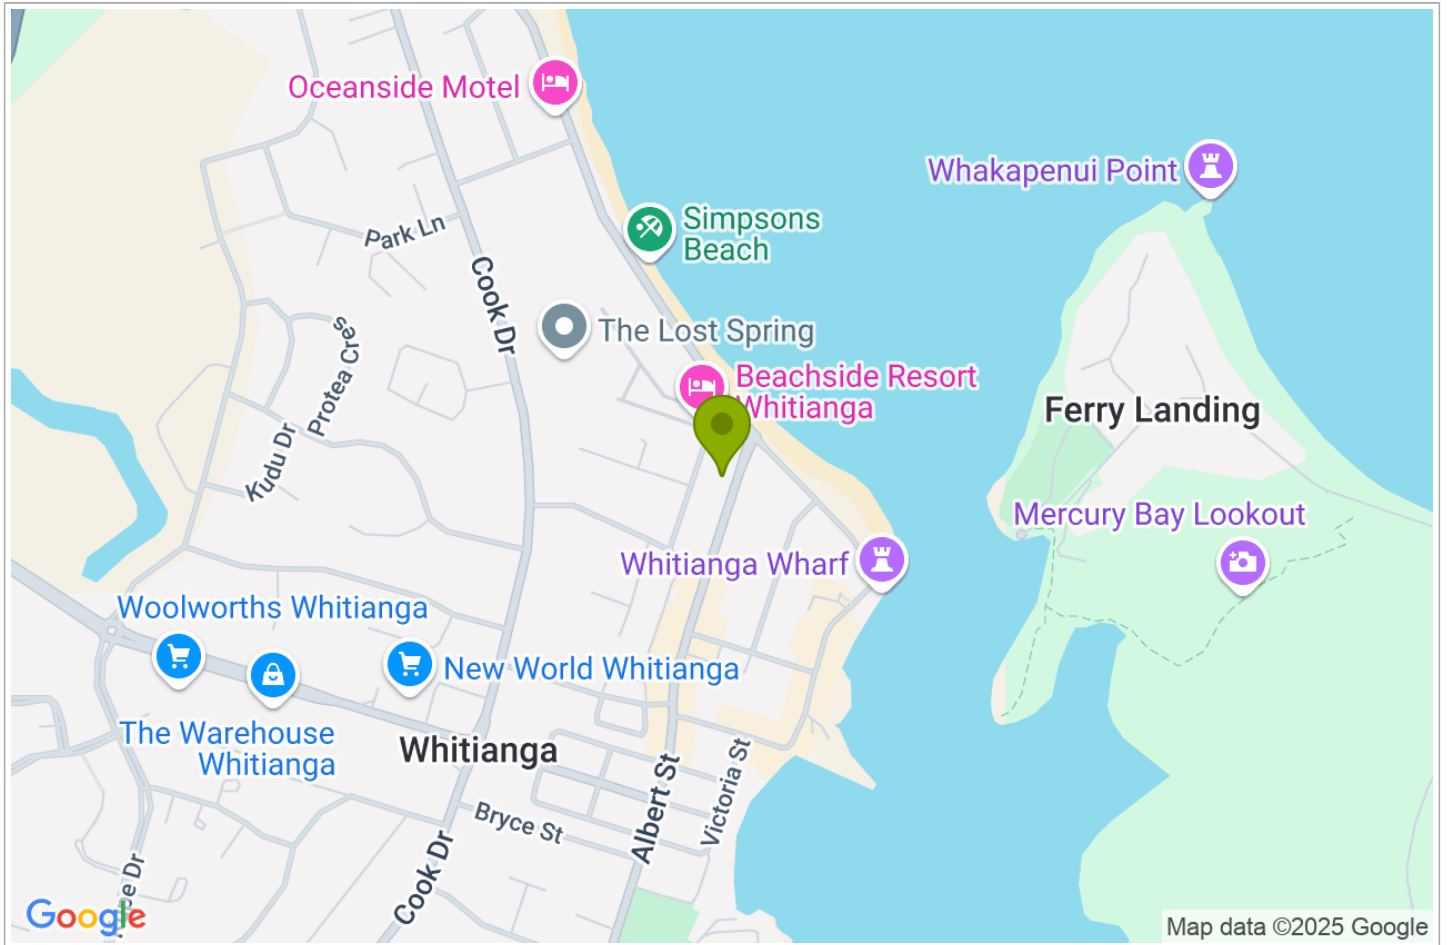 Oceanside Motel
Whakapenui Point
Simpsons
Beach
Park Ln
Cook Dr
The Lost Spring
Protea Cres
Beachside Resort
Whitianga
Ferry Landing
Kudu Dr
Mercury Bay Lookout
Whitianga Wharf
Woolworths Whitianga
New World Whitianga
The Warehouse
Whitianga
Whitianga
Albert St
Victoria St
Bryce St
Cook Dr
Dr
Google
Map data ©2025 Google